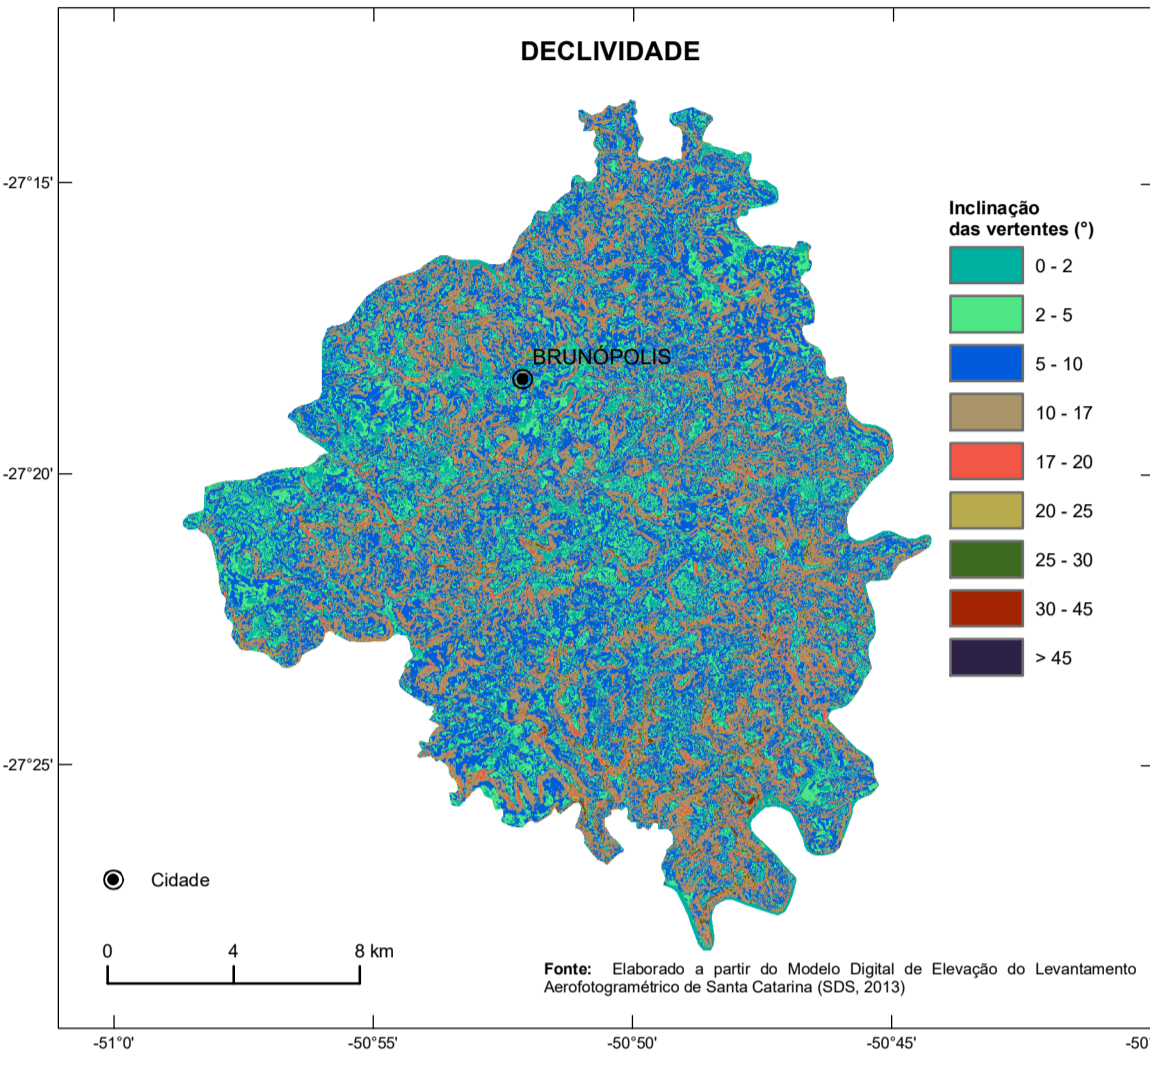 DECLIVIDADE
-27°15'
Inclinação
das vertentes (°)
0 - 2
2 - 5
BRUNÓPOLIS
5 - 10
10 - 17
17 - 20
-27°20'
20 - 25
25 - 30
30 - 45
> 45
-27°25'
Cidade
0 4 8 km
Fonte: Elaborado a partir do Modelo Digital de Elevação do Levantamento
Aerofotogramétrico de Santa Catarina (SDS, 2013)
-51°0' -50°55' -50°50' -50°45' -50°